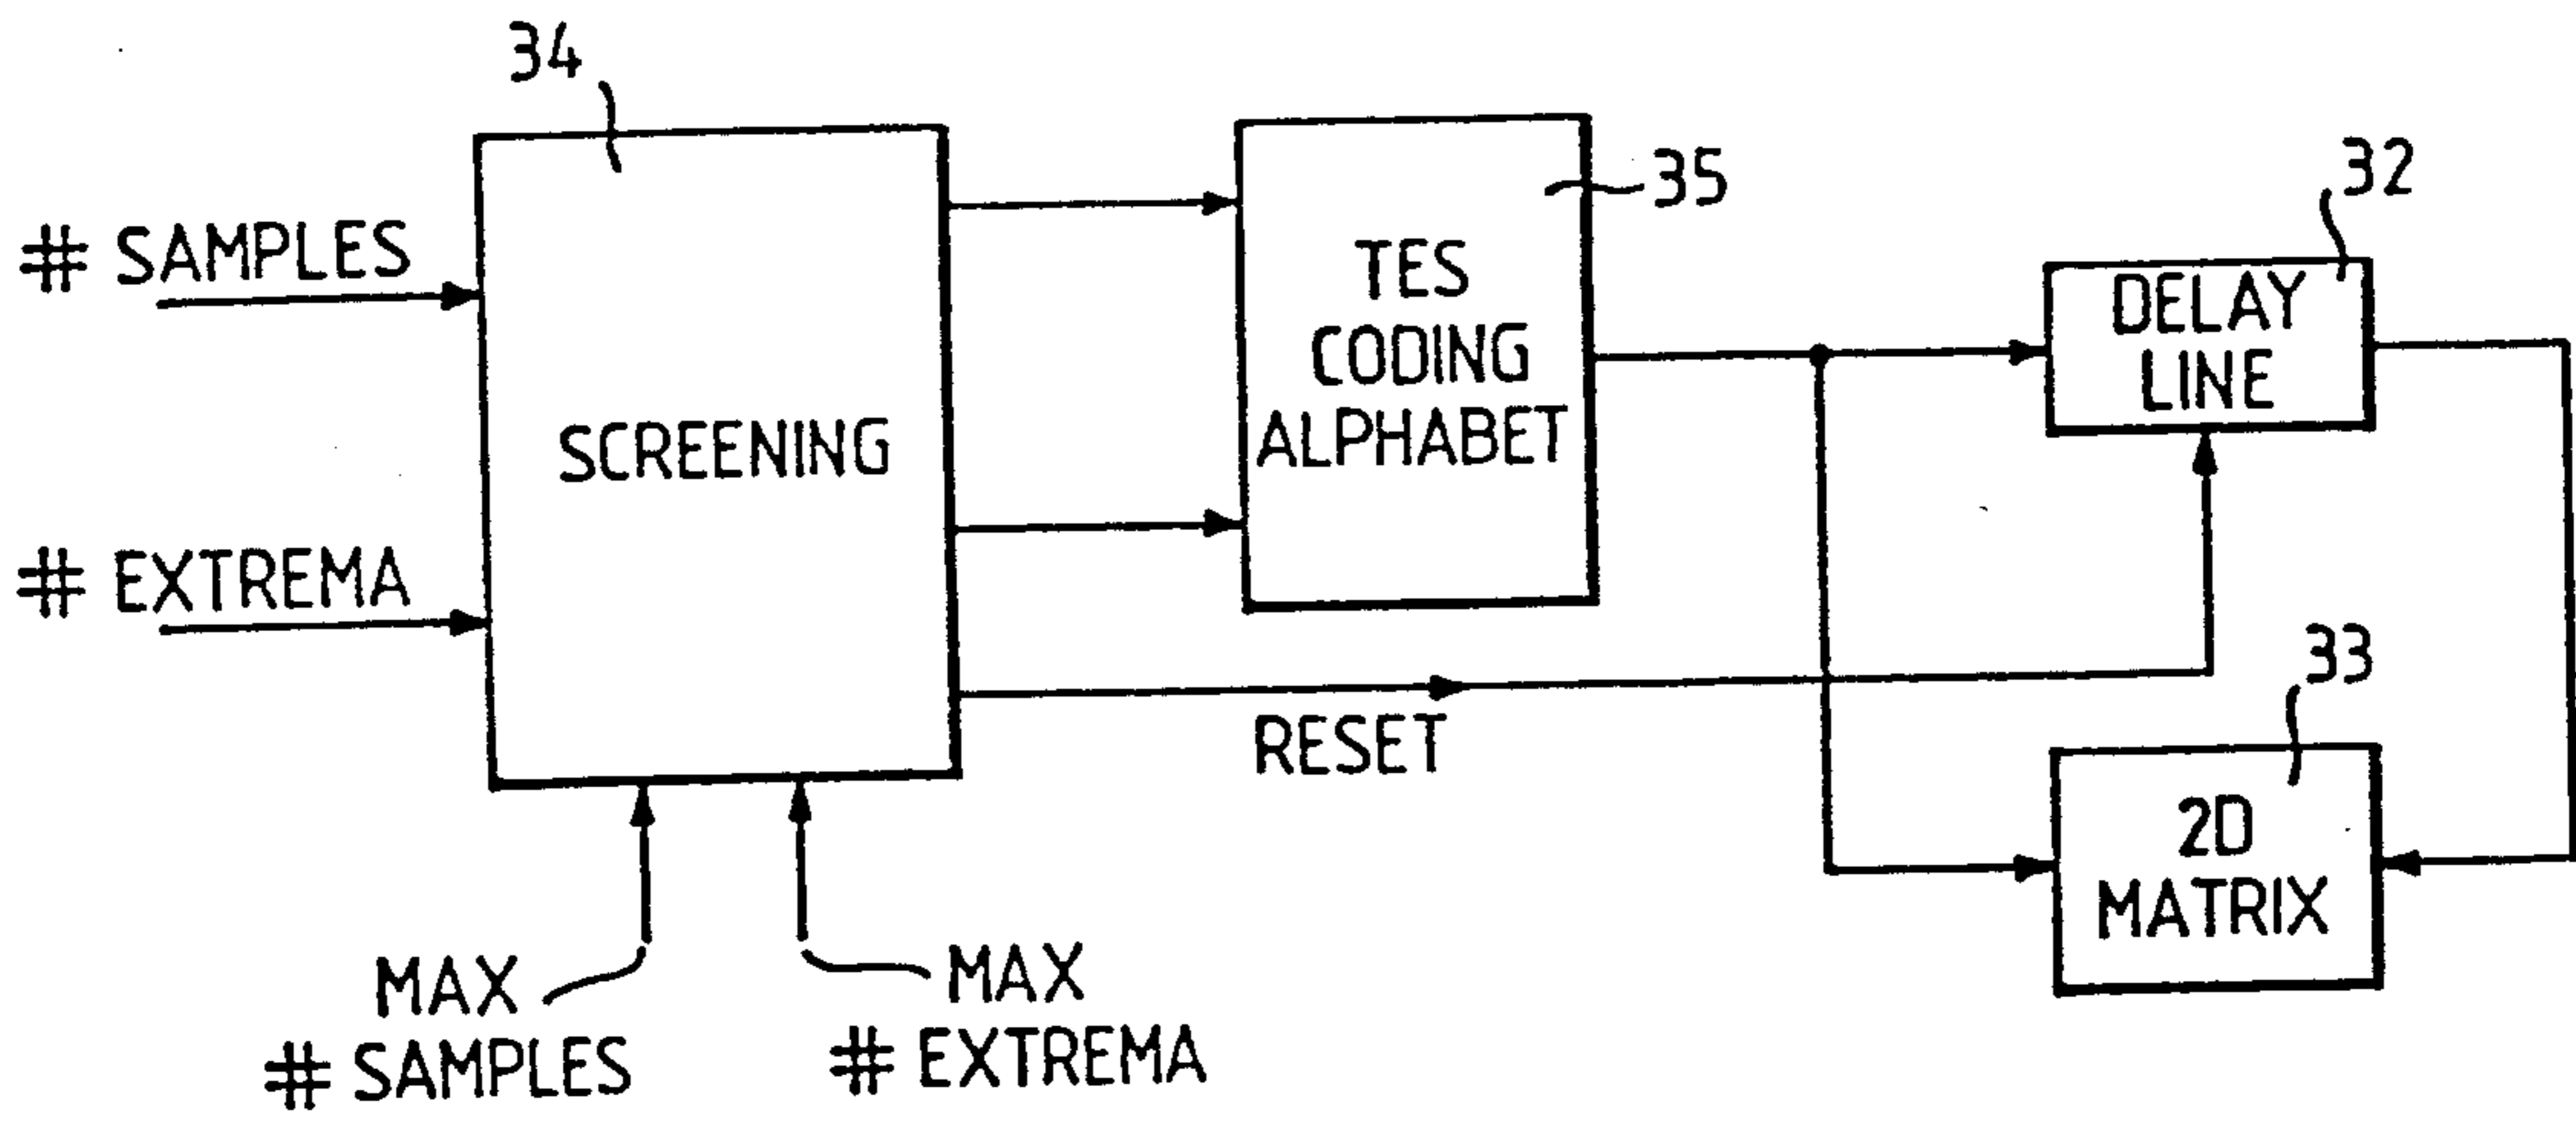 34
# SAMPLES
# EXTREMA
SCREENING
MAX
# SAMPLES
MAX
# EXTREMA
35
TES
CODING
ALPHABET
RESET
32
DELAY
LINE
33
2D
MATRIX